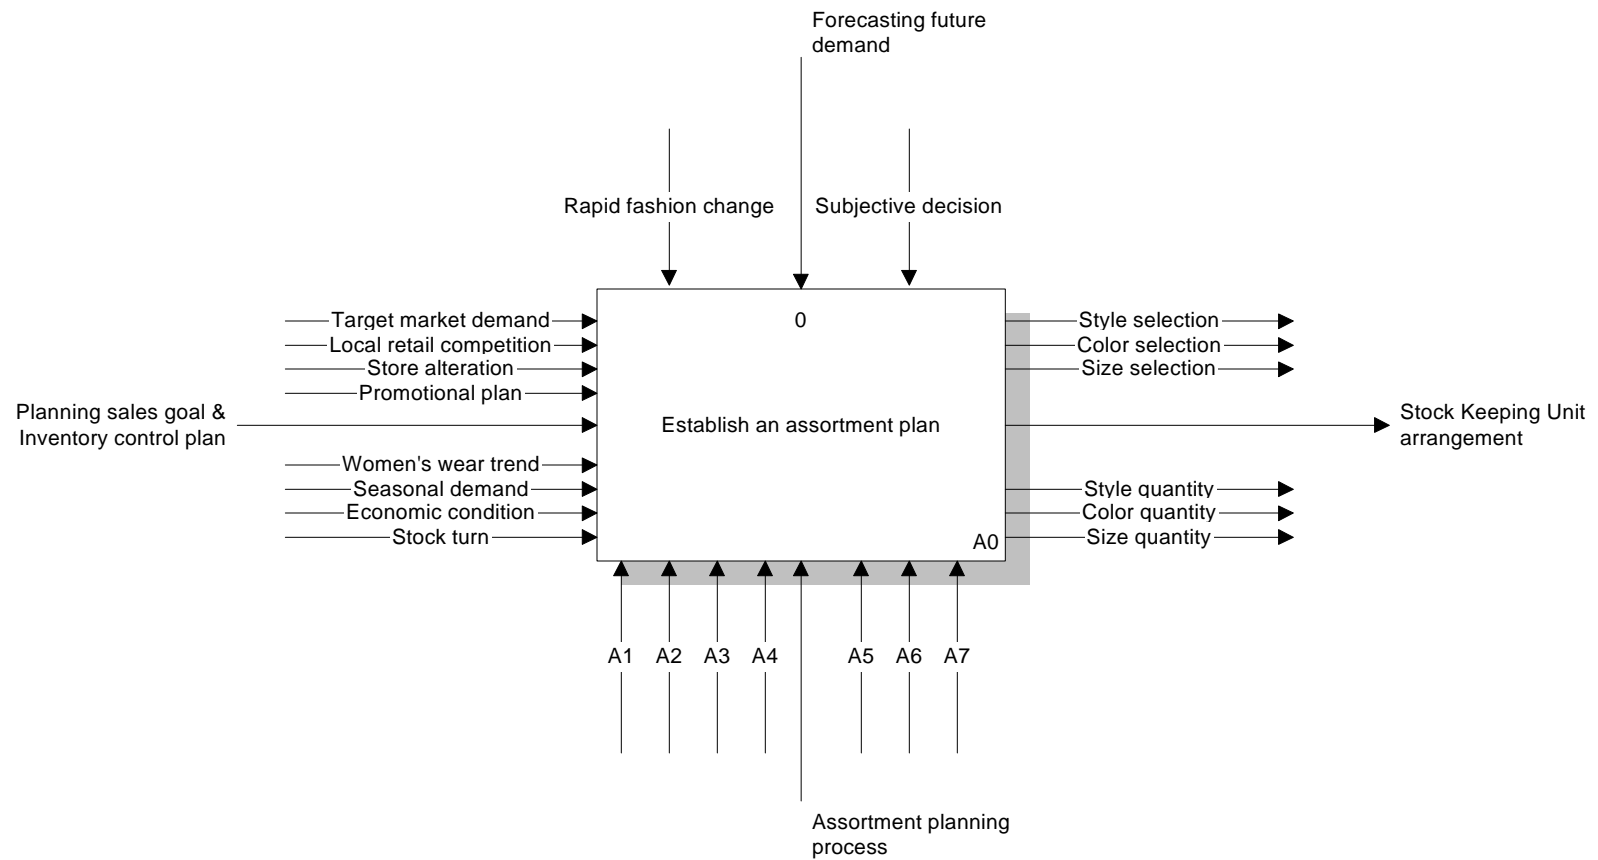 Forecasting future
demand
Rapid fashion change
Subjective decision
Target market demand
Local retail competition
Store alteration
Promotional plan
Planning sales goal &
Inventory control plan
Women's wear trend
Seasonal demand
Economic condition
Stock turn
0
Establish an assortment plan
A0
Style selection
Color selection
Size selection
Stock Keeping Unit
arrangement
Style quantity
Color quantity
Size quantity
A1 A2 A3 A4 A5 A6 A7
Assortment planning
process